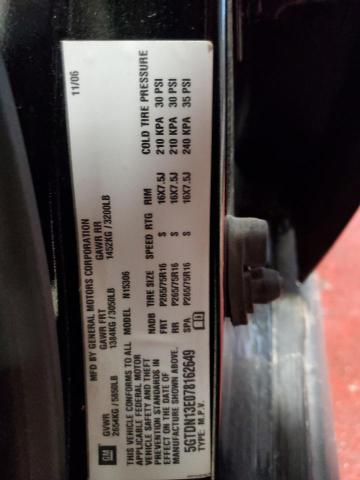 GM
MFD BY GENERAL MOTORS CORPORATION 11/06
GVWR GAWR FRT GAWR RR
2654KG / 5850LB 1384KG / 3050LB 1452KG / 3200LB
THIS VEHICLE CONFORMS TO ALL
APPLICABLE FEDERAL MOTOR
VEHICLE SAFETY AND THEFT
STANDARDS IN
EFFECT ON THE DATE OF
MANUFACTURE SHOWN ABOVE.
5GTDN13E078162649
TYPE: M.P.V.
MODEL: N15306
NADB TIRE SIZE SPEED RTG RIM COLD TIRE PRESSURE
FRT P265/75R16 S 16X7.5J 210 KPA 30 PSI
RR P265/75R16 S 16X7.5J 210 KPA 30 PSI
SPA P265/75R16 S 16X7.5J 240 KPA 35 PSI